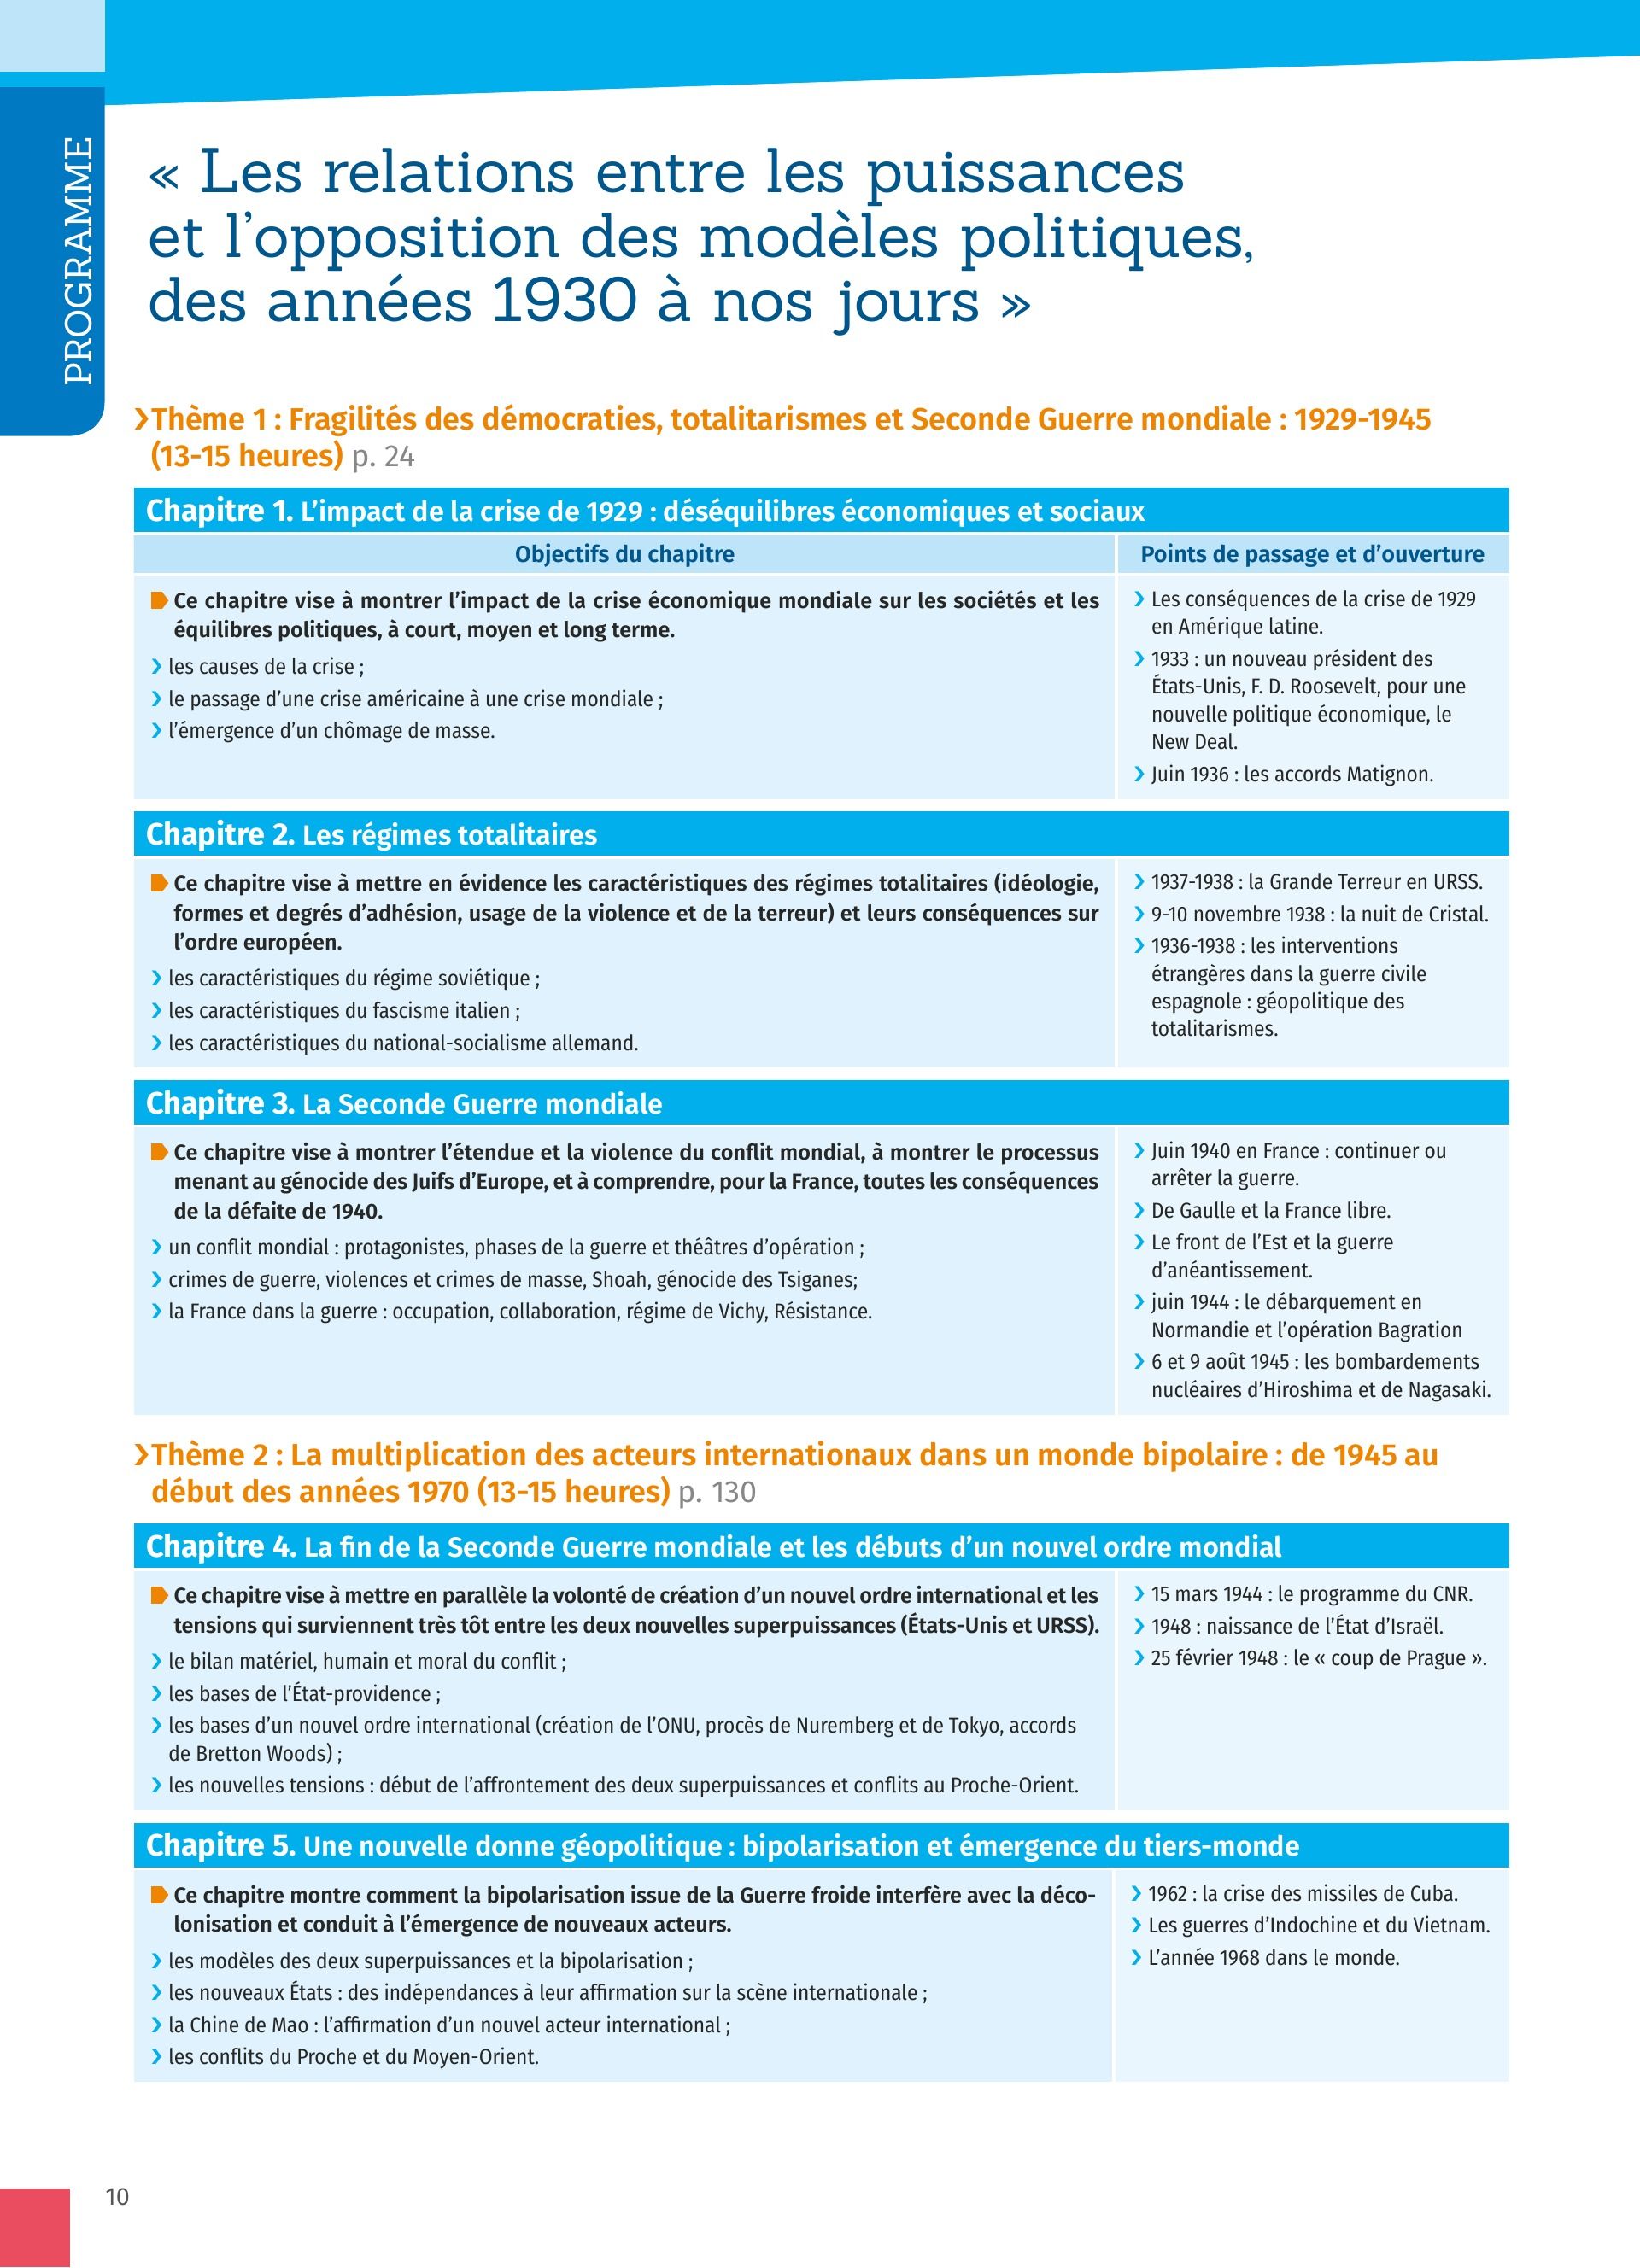 PROGRAMME
« Les relations entre les puissances
et l'opposition des modèles politiques,
des années 1930 à nos jours »
❯Thème 1 : Fragilités des démocraties, totalitarismes et Seconde Guerre mondiale : 1929-1945
(13-15 heures) p. 24
Chapitre 1. L'impact de la crise de 1929 : déséquilibres économiques et sociaux
Objectifs du chapitre
Ce chapitre vise à montrer l'impact de la crise économique mondiale sur les sociétés et les
équilibres politiques, à court, moyen et long terme.
❯ les causes de la crise ;
❯ le passage d'une crise américaine à une crise mondiale ;
❯ l'émergence d'un chômage de masse.
Points de passage et d'ouverture
❯ Les conséquences de la crise de 1929
en Amérique latine.
❯ 1933 : un nouveau président des
États-Unis, F. D. Roosevelt, pour une
nouvelle politique économique, le
New Deal.
❯ Juin 1936 : les accords Matignon.
Chapitre 2. Les régimes totalitaires
Ce chapitre vise à mettre en évidence les caractéristiques des régimes totalitaires (idéologie,
formes et degrés d'adhésion, usage de la violence et de la terreur) et leurs conséquences sur
l'ordre européen.
❯ les caractéristiques du régime soviétique ;
❯ les caractéristiques du fascisme italien ;
❯ les caractéristiques du national-socialisme allemand.
❯ 1937-1938 : la Grande Terreur en URSS.
❯ 9-10 novembre 1938 : la nuit de Cristal.
❯ 1936-1938 : les interventions
étrangères dans la guerre civile
espagnole : géopolitique des
totalitarismes.
Chapitre 3. La Seconde Guerre mondiale
Ce chapitre vise à montrer l'étendue et la violence du conflit mondial, à montrer le processus
menant au génocide des Juifs d'Europe, et à comprendre, pour la France, toutes les conséquences
de la défaite de 1940.
❯ un conflit mondial : protagonistes, phases de la guerre et théâtres d'opération ;
❯ crimes de guerre, violences et crimes de masse, Shoah, génocide des Tsiganes;
❯ la France dans la guerre : occupation, collaboration, régime de Vichy, Résistance.
❯ Juin 1940 en France : continuer ou
arrêter la guerre.
❯ De Gaulle et la France libre.
❯ Le front de l'Est et la guerre
d'anéantissement.
❯ juin 1944 : le débarquement en
Normandie et l'opération Bagration
❯ 6 et 9 août 1945 : les bombardements
nucléaires d'Hiroshima et de Nagasaki.
❯Thème 2 : La multiplication des acteurs internationaux dans un monde bipolaire : de 1945 au
début des années 1970 (13-15 heures) p. 130
Chapitre 4. La fin de la Seconde Guerre mondiale et les débuts d'un nouvel ordre mondial
Ce chapitre vise à mettre en parallèle la volonté de création d'un nouvel ordre international et les
tensions qui surviennent très tôt entre les deux nouvelles superpuissances (États-Unis et URSS).
❯ le bilan matériel, humain et moral du conflit ;
❯ les bases de l'État-providence ;
❯ les bases d'un nouvel ordre international (création de l'ONU, procès de Nuremberg et de Tokyo, accords
de Bretton Woods) ;
❯ les nouvelles tensions : début de l'affrontement des deux superpuissances et conflits au Proche-Orient.
❯ 15 mars 1944 : le programme du CNR.
❯ 1948 : naissance de l'État d'Israël.
❯ 25 février 1948 : le « coup de Prague ».
Chapitre 5. Une nouvelle donne géopolitique : bipolarisation et émergence du tiers-monde
Ce chapitre montre comment la bipolarisation issue de la Guerre froide interfère avec la déco-
lonisation et conduit à l'émergence de nouveaux acteurs.
❯ les modèles des deux superpuissances et la bipolarisation ;
❯ les nouveaux États : des indépendances à leur affirmation sur la scène internationale ;
❯ la Chine de Mao : l'affirmation d'un nouvel acteur international ;
❯ les conflits du Proche et du Moyen-Orient.
❯ 1962 : la crise des missiles de Cuba.
❯ Les guerres d'Indochine et du Vietnam.
❯ L'année 1968 dans le monde.
10